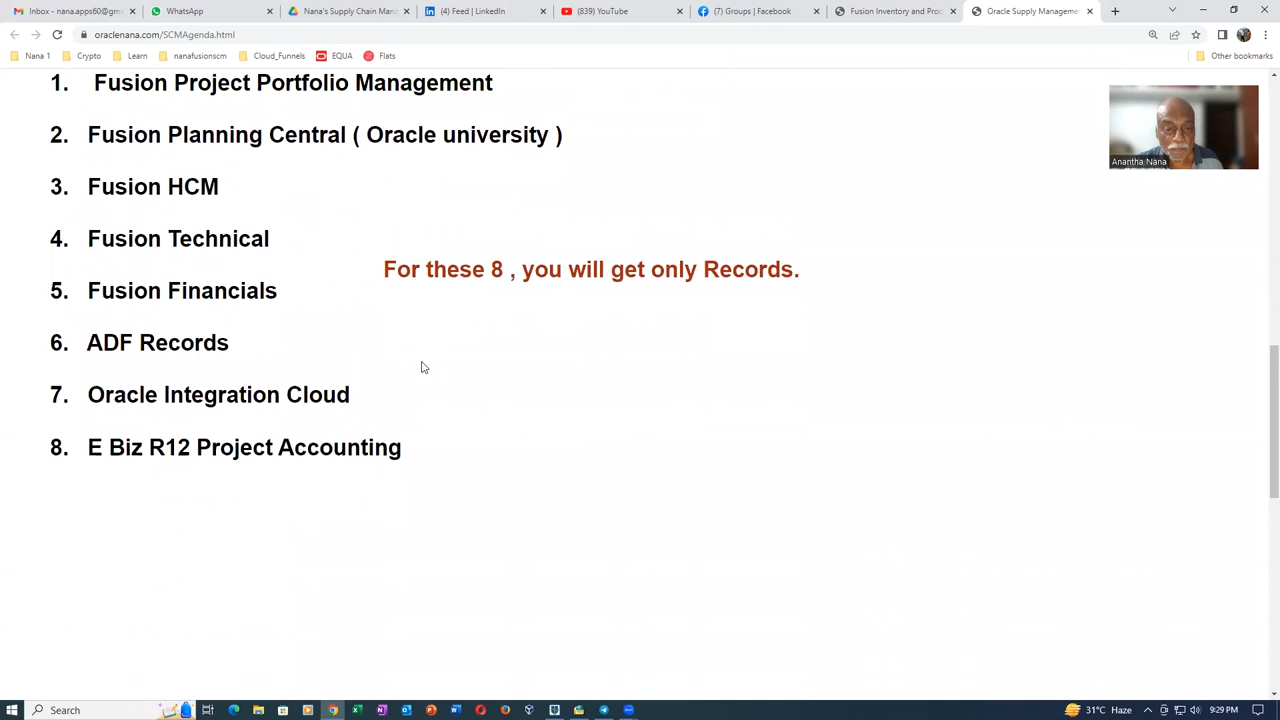 Inbox - nana.apps60@gm
WhatsApp
Nana's Supply Chain Man
(4) Feed | LinkedIn
(839) YouTube
(7) Groups | Facebook
Fusion Inventory and Proc
Oracle Supply Manageme
oraclenana.com/SCMAgenda.html
Nana 1
Crypto
Learn
nanafusionscm
Cloud_Funnels
EQUA
Flats
Other bookmarks
1. Fusion Project Portfolio Management
2. Fusion Planning Central ( Oracle university )
Anantha Nana
3. Fusion HCM
4. Fusion Technical
For these 8 , you will get only Records.
5. Fusion Financials
6. ADF Records
7. Oracle Integration Cloud
8. E Biz R12 Project Accounting
Search
31°C Haze
9:29 PM